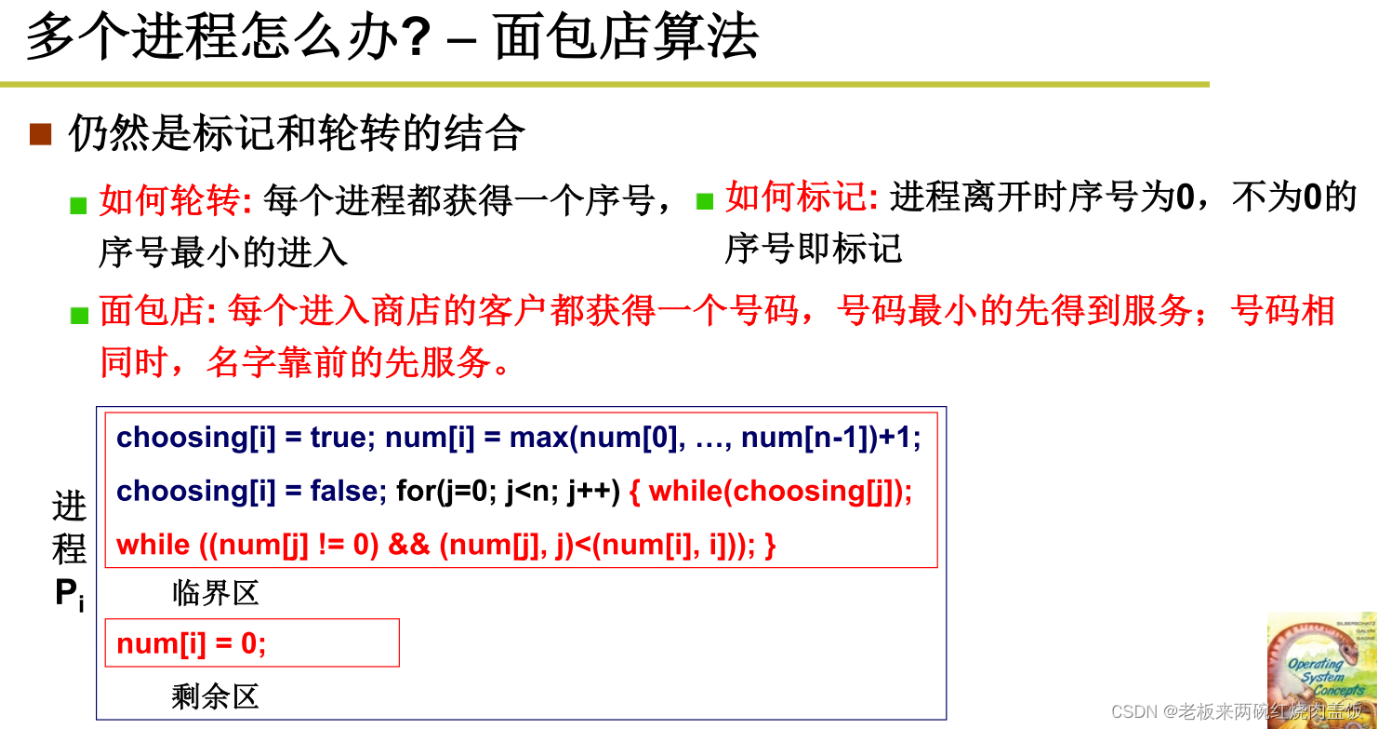 多个进程怎么办? – 面包店算法
仍然是标记和轮转的结合
如何轮转: 每个进程都获得一个序号，
序号最小的进入
如何标记: 进程离开时序号为0，不为0的
序号即标记
面包店: 每个进入商店的客户都获得一个号码，号码最小的先得到服务；号码相
同时，名字靠前的先服务。
choosing[i] = true; num[i] = max(num[0], …, num[n-1])+1;
choosing[i] = false; for(j=0; j<n; j++) { while(choosing[j]);
while ((num[j] != 0) && (num[j], j)<(num[i], i])); }
进
程
Pi
临界区
num[i] = 0;
剩余区
SILBERSCHATZ
GALVIN
GAGNE
Operating
System
Concepts
CSDN @老板来两碗红烧肉盖饭